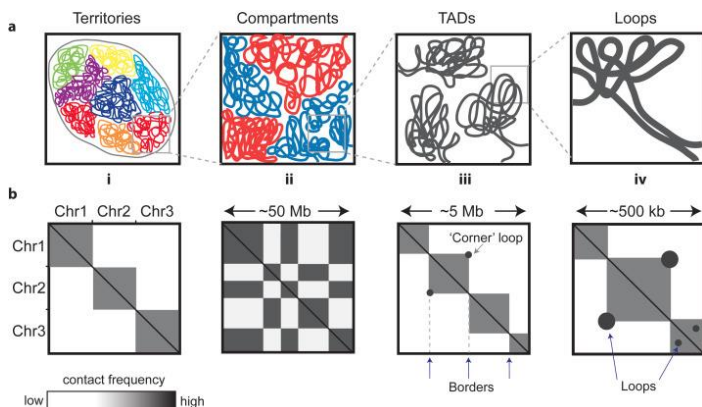 Territories Compartments TADs Loops
a
i ii iii iv
b
Chr1 Chr2 Chr3 ~50 Mb ~5 Mb ~500 kb
Chr1
Chr2
Chr3
'Corner' loop
contact frequency
low high
Borders
Loops